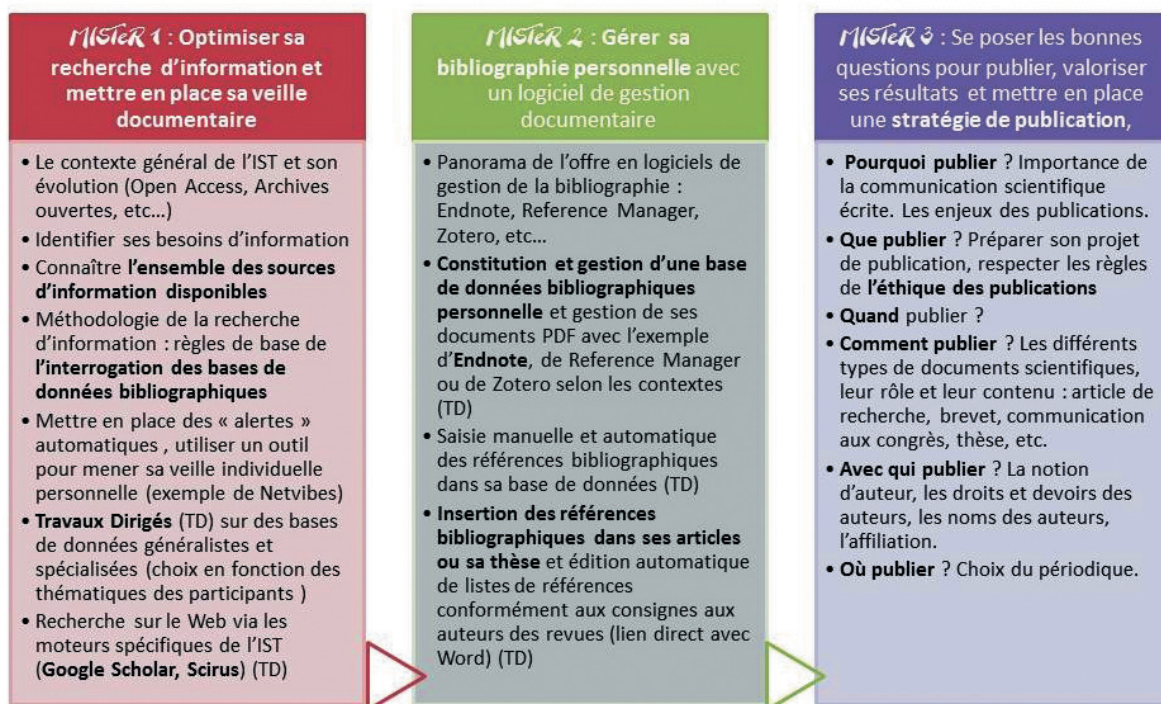 MISTeR 1 : Optimiser sa
recherche d'information et
mettre en place sa veille
documentaire
• Le contexte général de l'IST et son
évolution (Open Access, Archives
ouvertes, etc…)
• Identifier ses besoins d'information
• Connaître l'ensemble des sources
d'information disponibles
• Méthodologie de la recherche
d'information : règles de base de
l'interrogation des bases de
données bibliographiques
• Mettre en place des « alertes »
automatiques , utiliser un outil
pour mener sa veille individuelle
personnelle (exemple de Netvibes)
• Travaux Dirigés (TD) sur des bases
de données généralistes et
spécialisées (choix en fonction des
thématiques des participants )
• Recherche sur le Web via les
moteurs spécifiques de l'IST
(Google Scholar, Scirus) (TD)
MISTeR 2 : Gérer sa
bibliographie personnelle avec
un logiciel de gestion
documentaire
• Panorama de l'offre en logiciels de
gestion de la bibliographie :
Endnote, Reference Manager,
Zotero, etc…
• Constitution et gestion d'une base
de données bibliographiques
personnelle et gestion de ses
documents PDF avec l'exemple
d'Endnote, de Reference Manager
ou de Zotero selon les contextes
(TD)
• Saisie manuelle et automatique
des références bibliographiques
dans sa base de données (TD)
• Insertion des références
bibliographiques dans ses articles
ou sa thèse et édition automatique
de listes de références
conformément aux consignes aux
auteurs des revues (lien direct avec
Word) (TD)
MISTeR 3 : Se poser les bonnes
questions pour publier, valoriser
ses résultats et mettre en place
une stratégie de publication,
• Pourquoi publier ? Importance de
la communication scientifique
écrite. Les enjeux des publications.
• Que publier ? Préparer son projet
de publication, respecter les règles
de l'éthique des publications
• Quand publier ?
• Comment publier ? Les différents
types de documents scientifiques,
leur rôle et leur contenu : article de
recherche, brevet, communication
aux congrès, thèse, etc.
• Avec qui publier ? La notion
d'auteur, les droits et devoirs des
auteurs, les noms des auteurs,
l'affiliation.
• Où publier ? Choix du périodique.